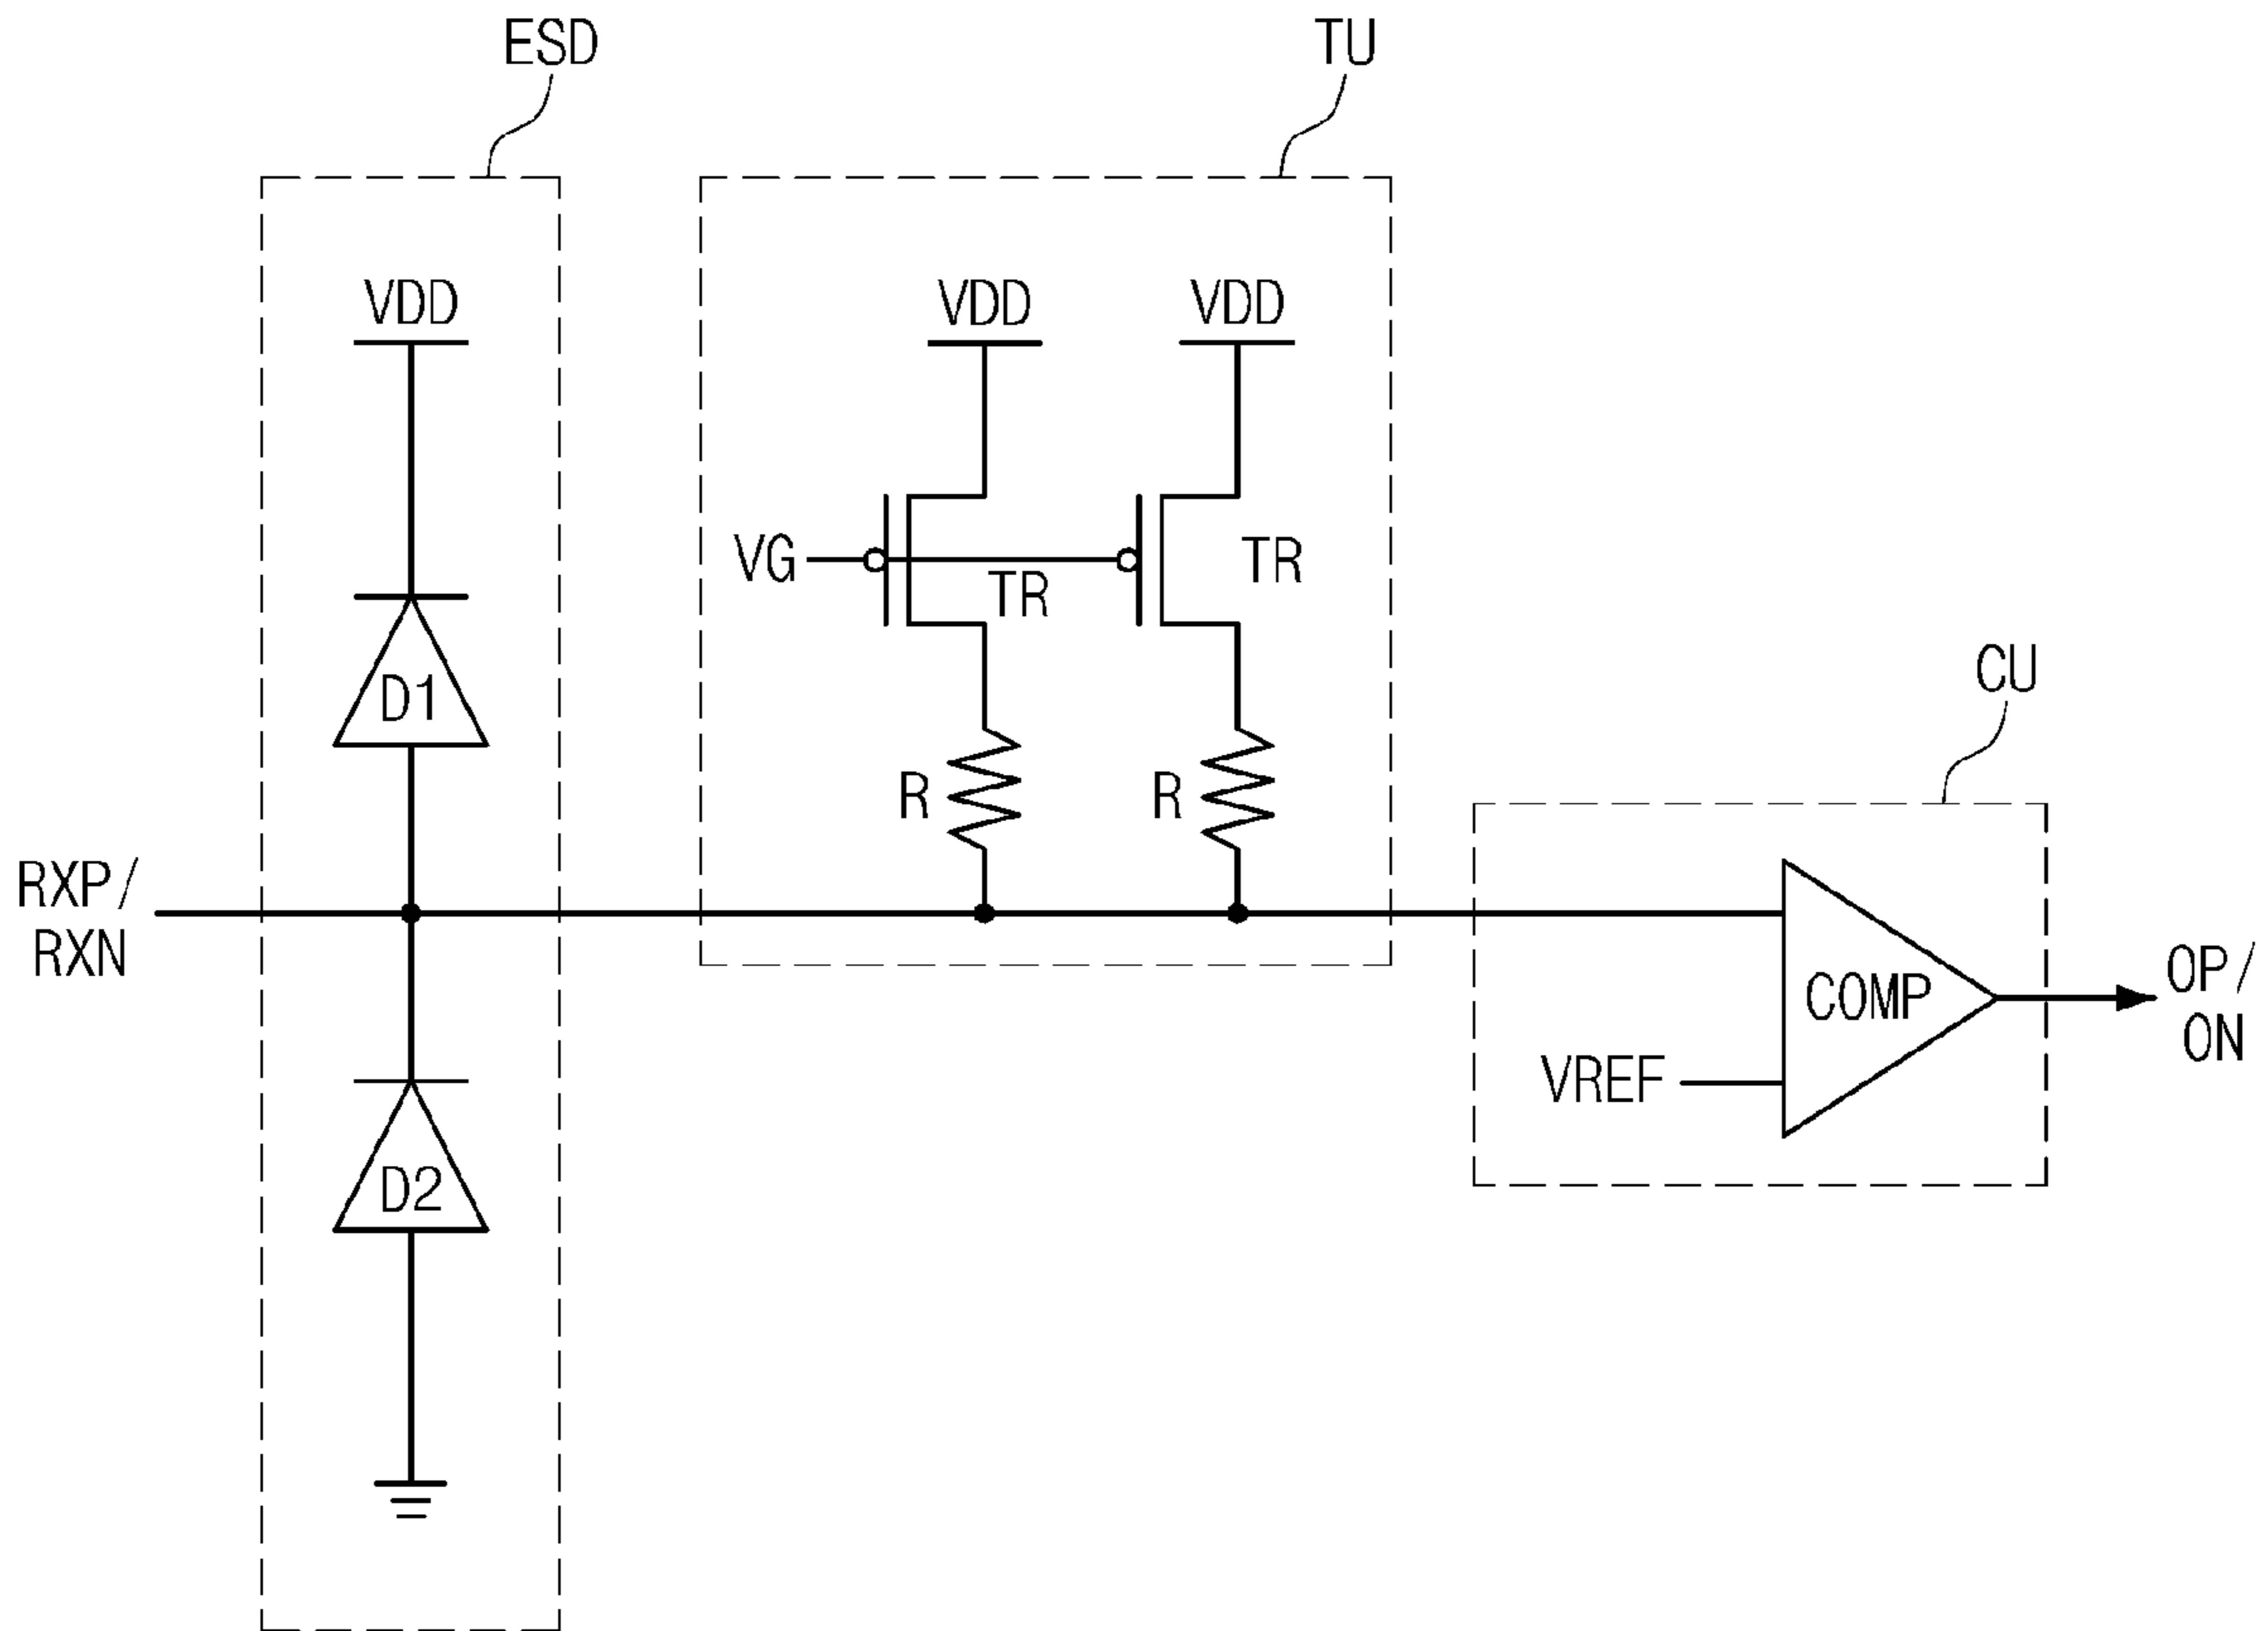 ESD
TU
VDD
VDD
VDD
VG
TR
TR
CU
D1
R
R
RXP/
RXN
COMP
OP/
ON
VREF
D2